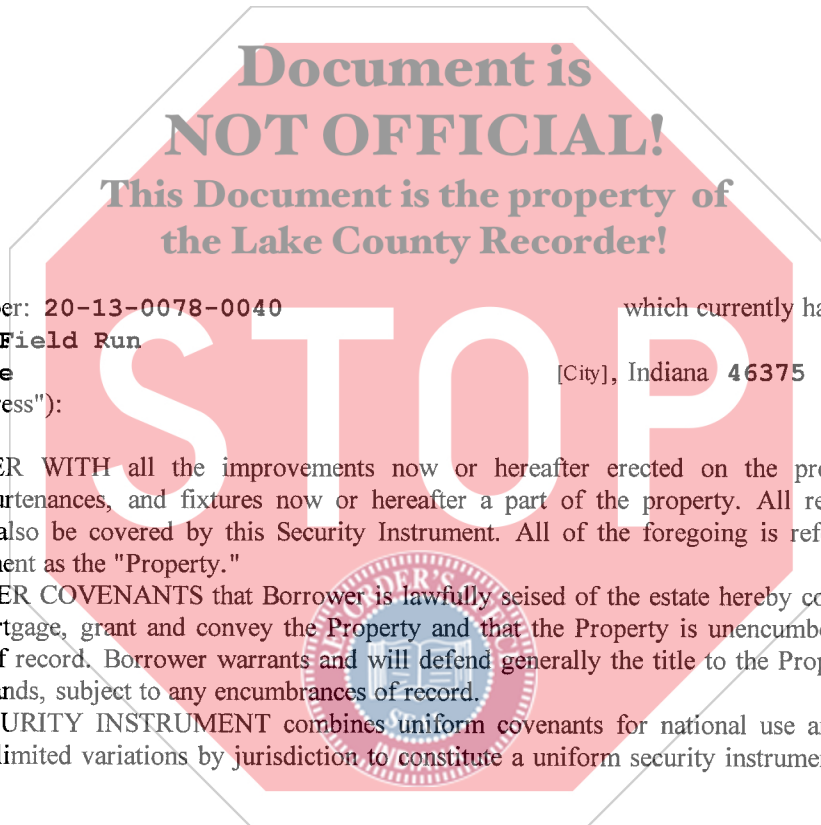 Document is
NOT OFFICIAL!
This Document is the property of
the Lake County Recorder!
er: 20-13-0078-0040 which currently ha
Field Run
e [City], Indiana 46375
ess"):
STOP
ER WITH all the improvements now or hereafter erected on the pro
urtenances, and fixtures now or hereafter a part of the property. All re
also be covered by this Security Instrument. All of the foregoing is ref
ent as the "Property."
ER COVENANTS that Borrower is lawfully seised of the estate hereby co
rtgage, grant and convey the Property and that the Property is unencumb
f record. Borrower warrants and will defend generally the title to the Prop
nds, subject to any encumbrances of record.
URITY INSTRUMENT combines uniform covenants for national use a
limited variations by jurisdiction to constitute a uniform security instrume
RECORDER'S
INDIANA